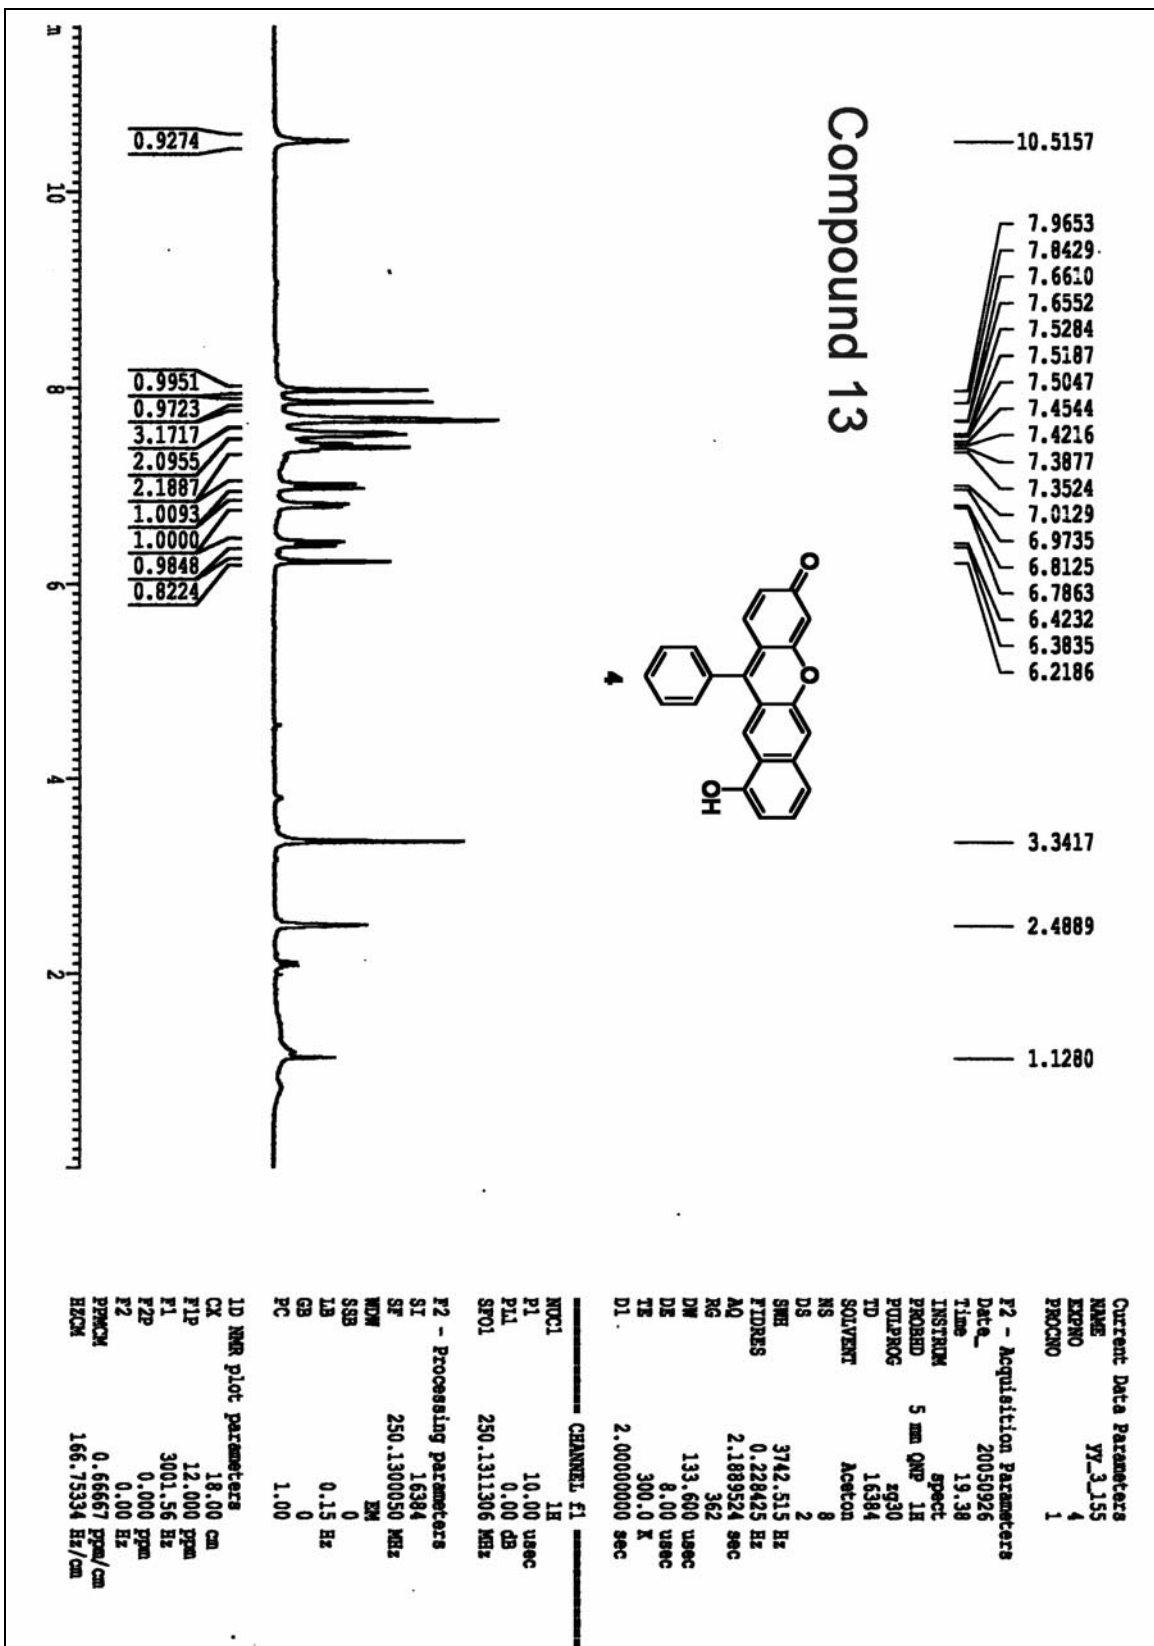 Compound 13
10.5157
7.9653
7.8429
7.6610
7.6552
7.5284
7.5187
7.5047
7.4544
7.4216
7.3877
7.3524
7.0129
6.9735
6.8125
6.7863
6.4232
6.3835
6.2186
3.3417
2.4889
1.1280
O
O
OH
4
0.9274
0.9951
0.9723
3.1717
2.0955
2.1887
1.0093
1.0000
0.9848
0.8224
10
8
6
4
2
Current Data Parameters
NAME YY_3_155
EXPNO 4
PROCNO 1
F2 - Acquisition Parameters
Date_ 20050926
Time 19.38
INSTRUM spect
PROBHD 5 mm QNP 1H
PULPROG zg30
TD 16384
SOLVENT Aceton
NS 8
DS 2
SWH 3742.515 Hz
FIDRES 0.228425 Hz
AQ 2.1889524 sec
RG 362
DW 133.600 usec
DE 8.00 usec
TE 300.0 K
D1 2.00000000 sec
CHANNEL f1
NUC1 1H
P1 10.00 usec
PL1 0.00 dB
SFO1 250.1311306 MHz
F2 - Processing parameters
SI 16384
SF 250.1300050 MHz
WDW EM
SSB 0
LB 0.15 Hz
GB 0
PC 1.00
1D NMR plot parameters
CX 18.00 cm
F1P 12.000 ppm
F1 3001.56 Hz
F2P 0.000 ppm
F2 0.00 Hz
PPMCM 0.66667 ppm/cm
HZCM 166.75334 Hz/cm